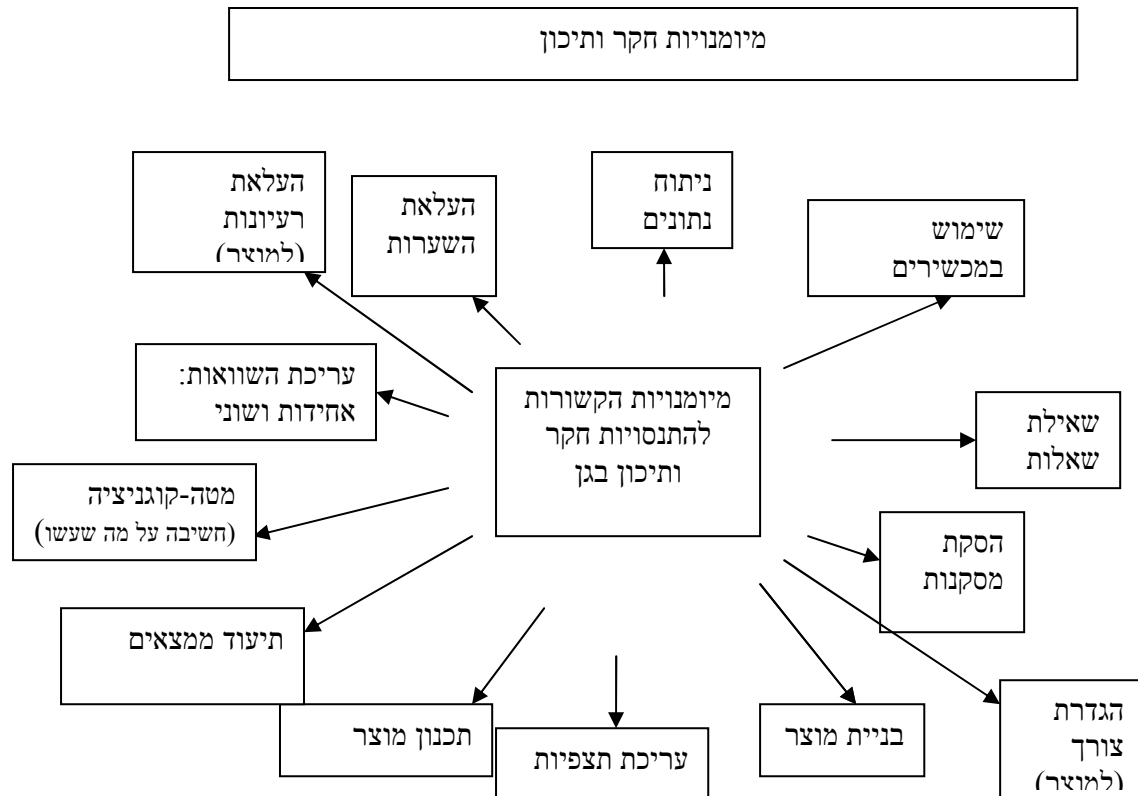 מיומנויות חקר ותיכון
העלאת
רעיונות
(למוצר)
העלאת
השערות
ניתוח
נתונים
שימוש
במכשירים
עריכת השוואות:
אחידות ושוני
מיומנויות הקשורות
להתנסויות חקר
ותיכון בגן
שאילת
שאלות
מטה-קוגניציה
(חשיבה על מה שעשו)
הסקת
מסקנות
תיעוד ממצאים
תכנון מוצר
עריכת תצפיות
בניית מוצר
הגדרת
צורך
(למוצר)